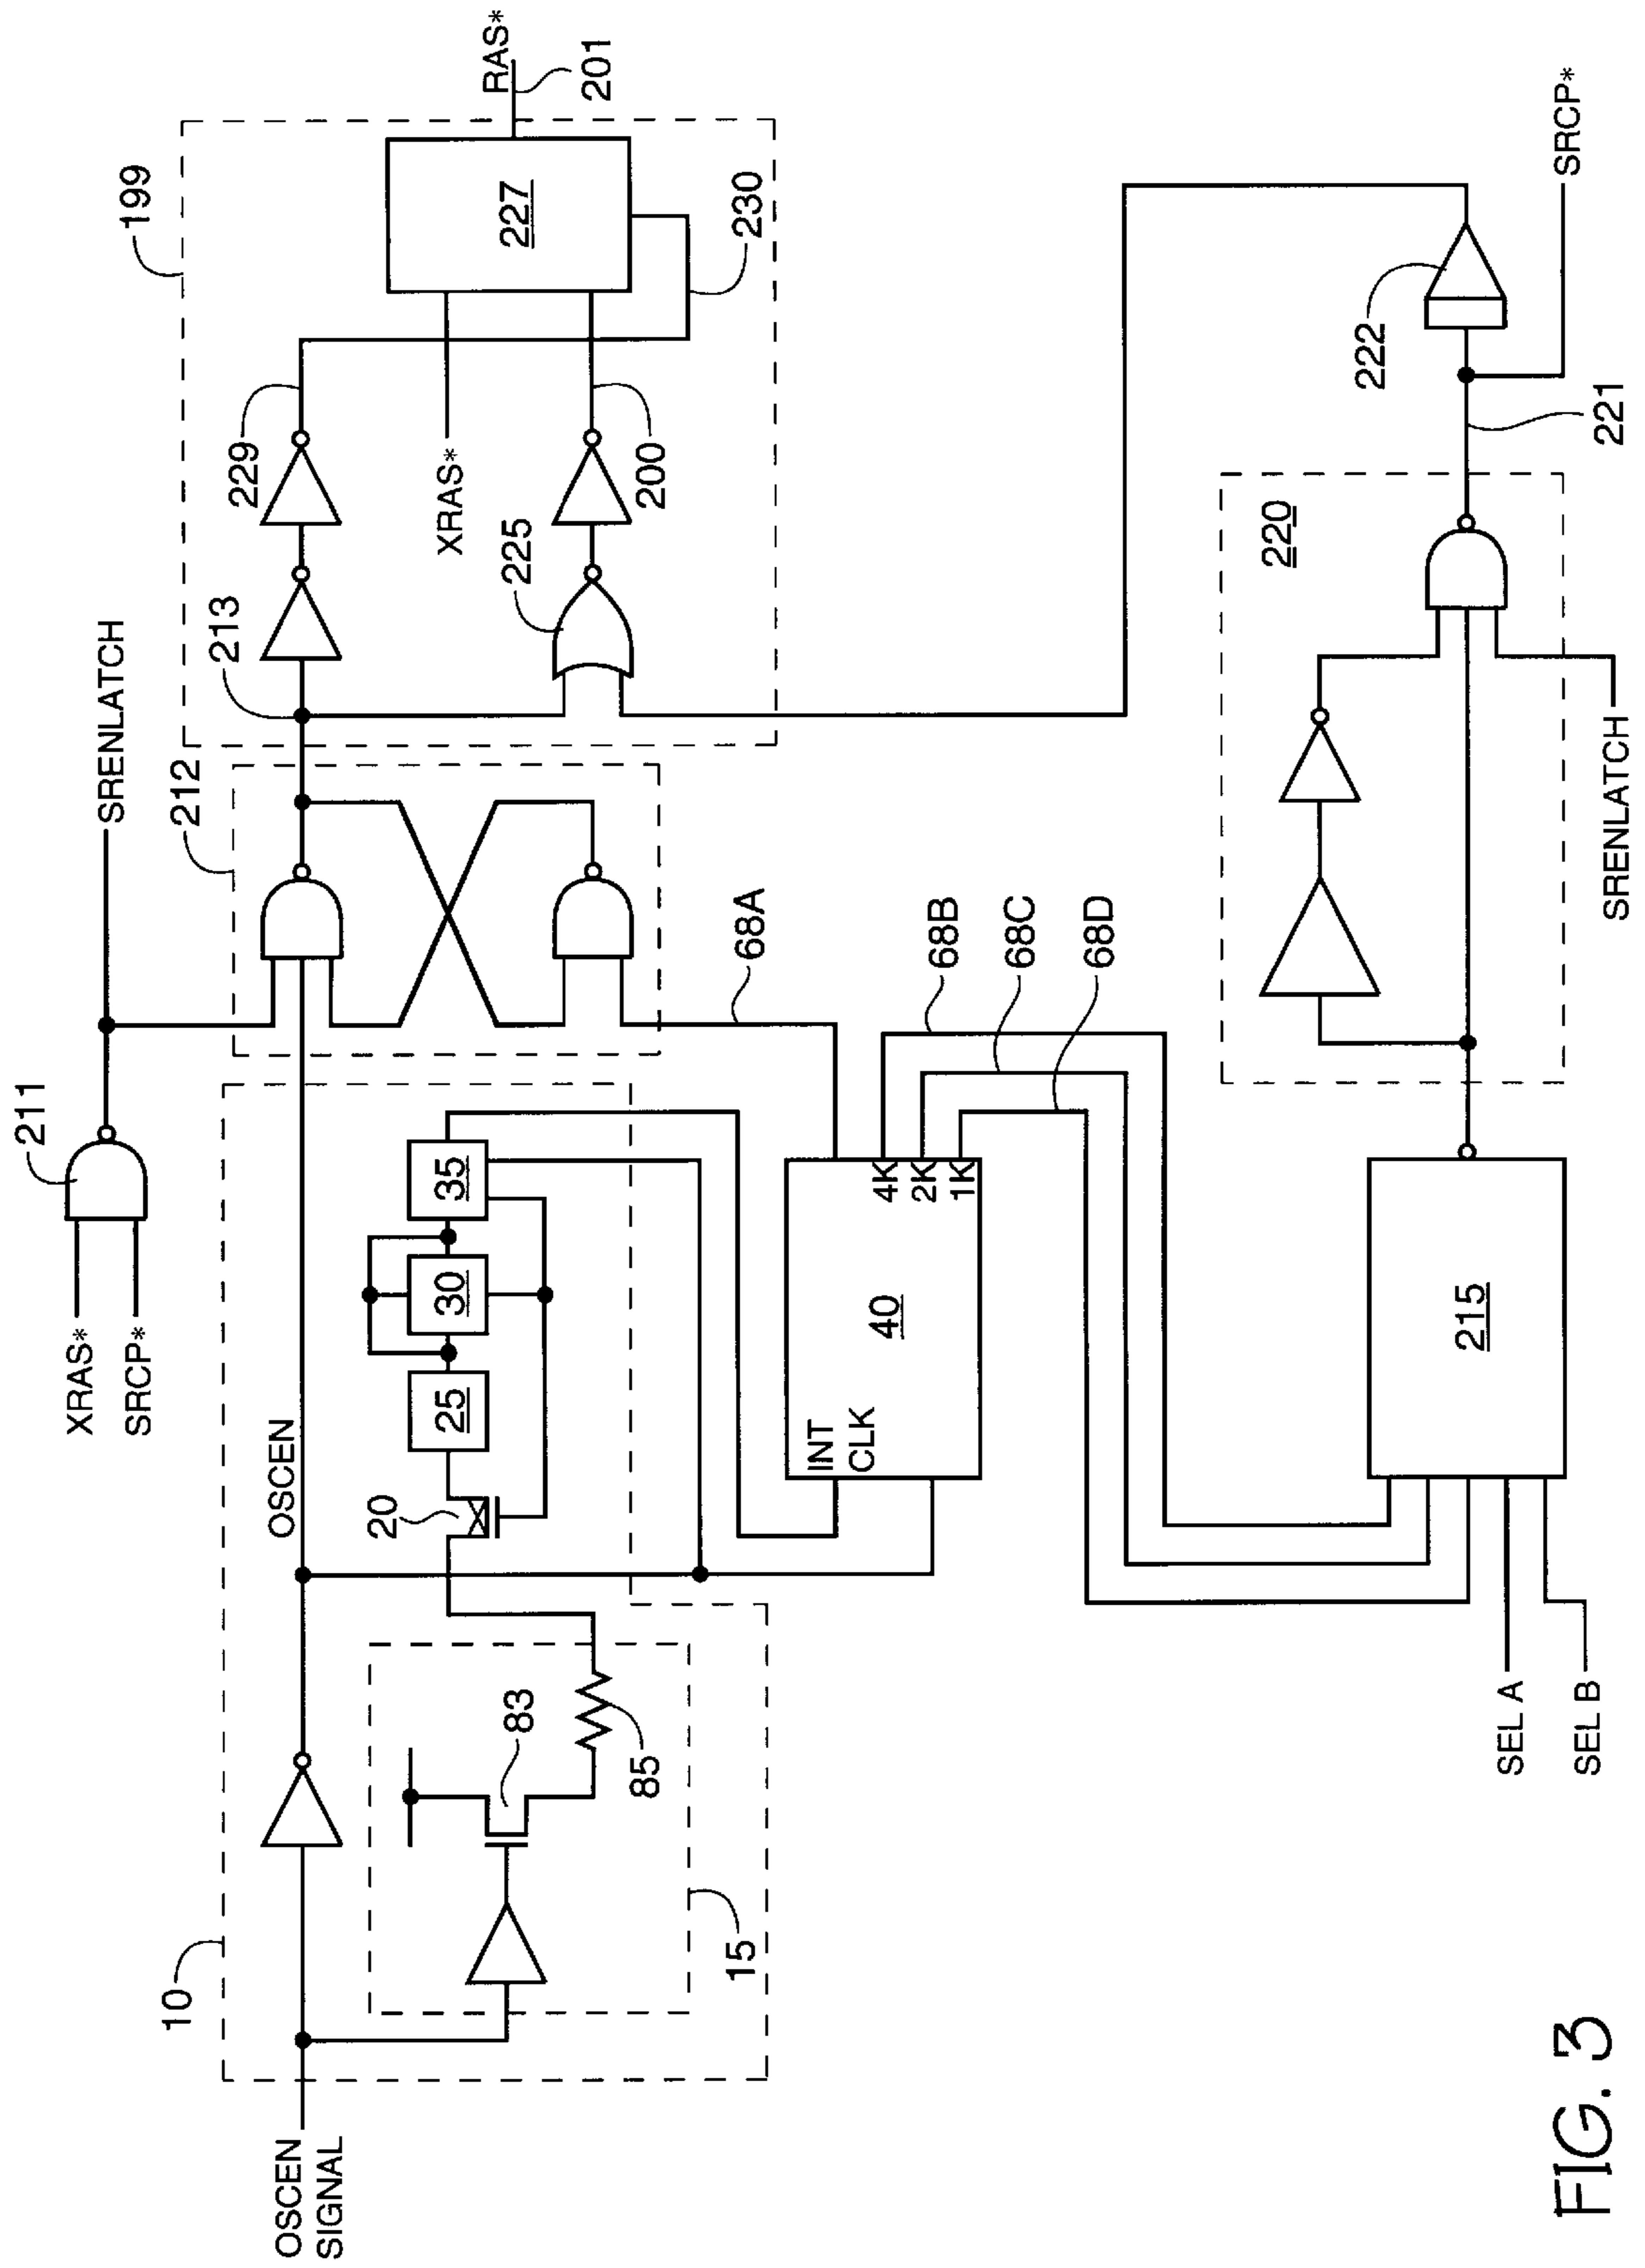 211
XRAS*
SRCP*
SRENLATCH
10
OSCEN
SIGNAL
OSCEN
212
213
229
199
RAS*
201
15
83
85
20
25
30
35
XRAS*
225
200
227
230
INT
CLK
40
4K
2K
1K
68A
68B
68C
68D
SEL A
SEL B
215
220
SRENLATCH
221
222
SRCP*
FIG. 3